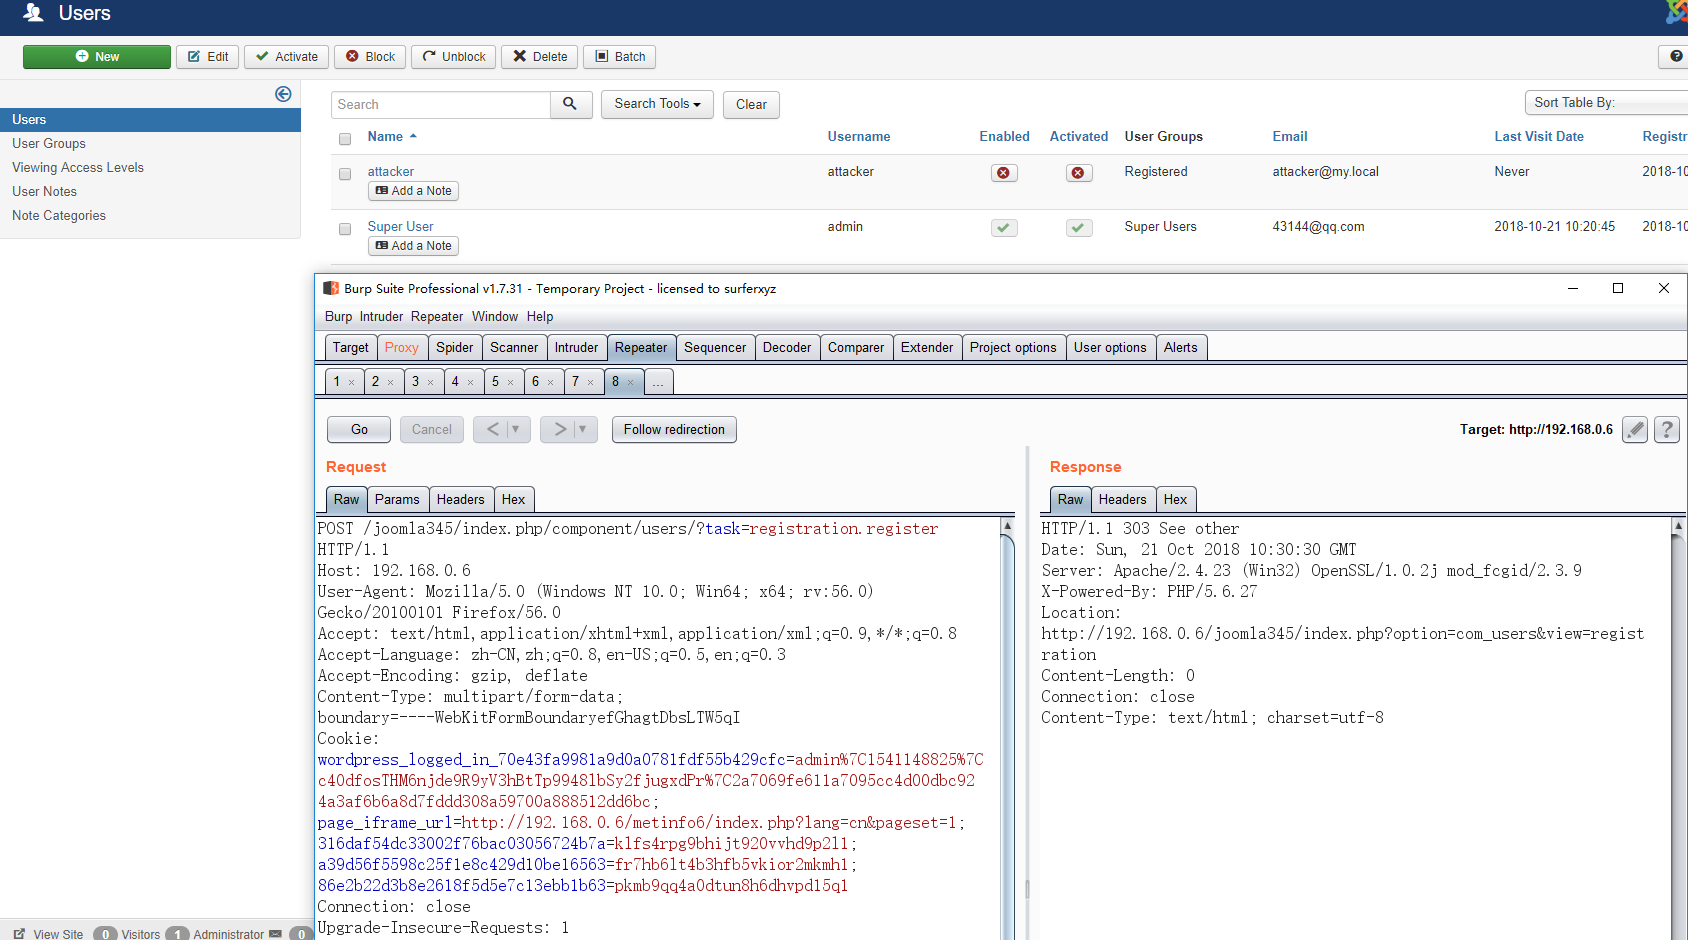 Users
New Edit Activate Block Unblock Delete Batch
Search Search Tools Clear Sort Table By:
Users
User Groups
Viewing Access Levels
User Notes
Note Categories
Name Username Enabled Activated User Groups Email Last Visit Date Registr
attacker attacker Registered attacker@my.local Never 2018-10
Add a Note
Super User admin Super Users 43144@qq.com 2018-10-21 10:20:45 2018-10
Add a Note
Burp Suite Professional v1.7.31 - Temporary Project - licensed to surferxyz
Burp Intruder Repeater Window Help
Target Proxy Spider Scanner Intruder Repeater Sequencer Decoder Comparer Extender Project options User options Alerts
1 × 2 × 3 × 4 × 5 × 6 × 7 × 8 × ...
Go Cancel < ▼ > ▼ Follow redirection Target: http://192.168.0.6 ?
Request
Raw Params Headers Hex
POST /joomla345/index.php/component/users/?task=registration.register
HTTP/1.1
Host: 192.168.0.6
User-Agent: Mozilla/5.0 (Windows NT 10.0; Win64; x64; rv:56.0)
Gecko/20100101 Firefox/56.0
Accept: text/html,application/xhtml+xml,application/xml;q=0.9,*/*;q=0.8
Accept-Language: zh-CN,zh;q=0.8,en-US;q=0.5,en;q=0.3
Accept-Encoding: gzip, deflate
Content-Type: multipart/form-data;
boundary=----WebKitFormBoundaryefGhagtDbsLTW5qI
Cookie:
wordpress_logged_in_70e43fa9981a9d0a0781fdf55b429cfc=admin%7C1541148825%7C
c40dfosTHM6njde9R9yV3hBtTp9948lbSy2fjugxdPr%7C2a7069fe611a7095cc4d00dbc92
4a3af6b6a8d7fddd308a59700a888512dd6bc;
page_iframe_url=http://192.168.0.6/metinfo6/index.php?lang=cn&pageset=1;
316daf54dc33002f76bac03056724b7a=klfs4rpg9bhijt920vvhd9p2l1;
a39d56f5598c25f1e8c429d10be16563=fr7hb6lt4b3hfb5vkior2mkmh1;
86e2b22d3b8e2618f5d5e7c13ebb1b63=pkmb9qq4a0dtun8h6dhvpd15q1
Connection: close
Upgrade-Insecure-Requests: 1
Response
Raw Headers Hex
HTTP/1.1 303 See other
Date: Sun, 21 Oct 2018 10:30:30 GMT
Server: Apache/2.4.23 (Win32) OpenSSL/1.0.2j mod_fcgid/2.3.9
X-Powered-By: PHP/5.6.27
Location:
http://192.168.0.6/joomla345/index.php?option=com_users&view=regist
ration
Content-Length: 0
Connection: close
Content-Type: text/html; charset=utf-8
View Site 0 Visitors 1 Administrator 0